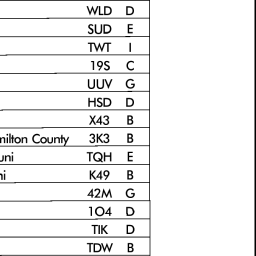 WLD D
SUD E
TWT I
19S C
UUV G
HSD D
X43 B
milton County 3K3 B
uni TQH E
ni K49 B
42M G
1O4 D
TIK D
TDW B